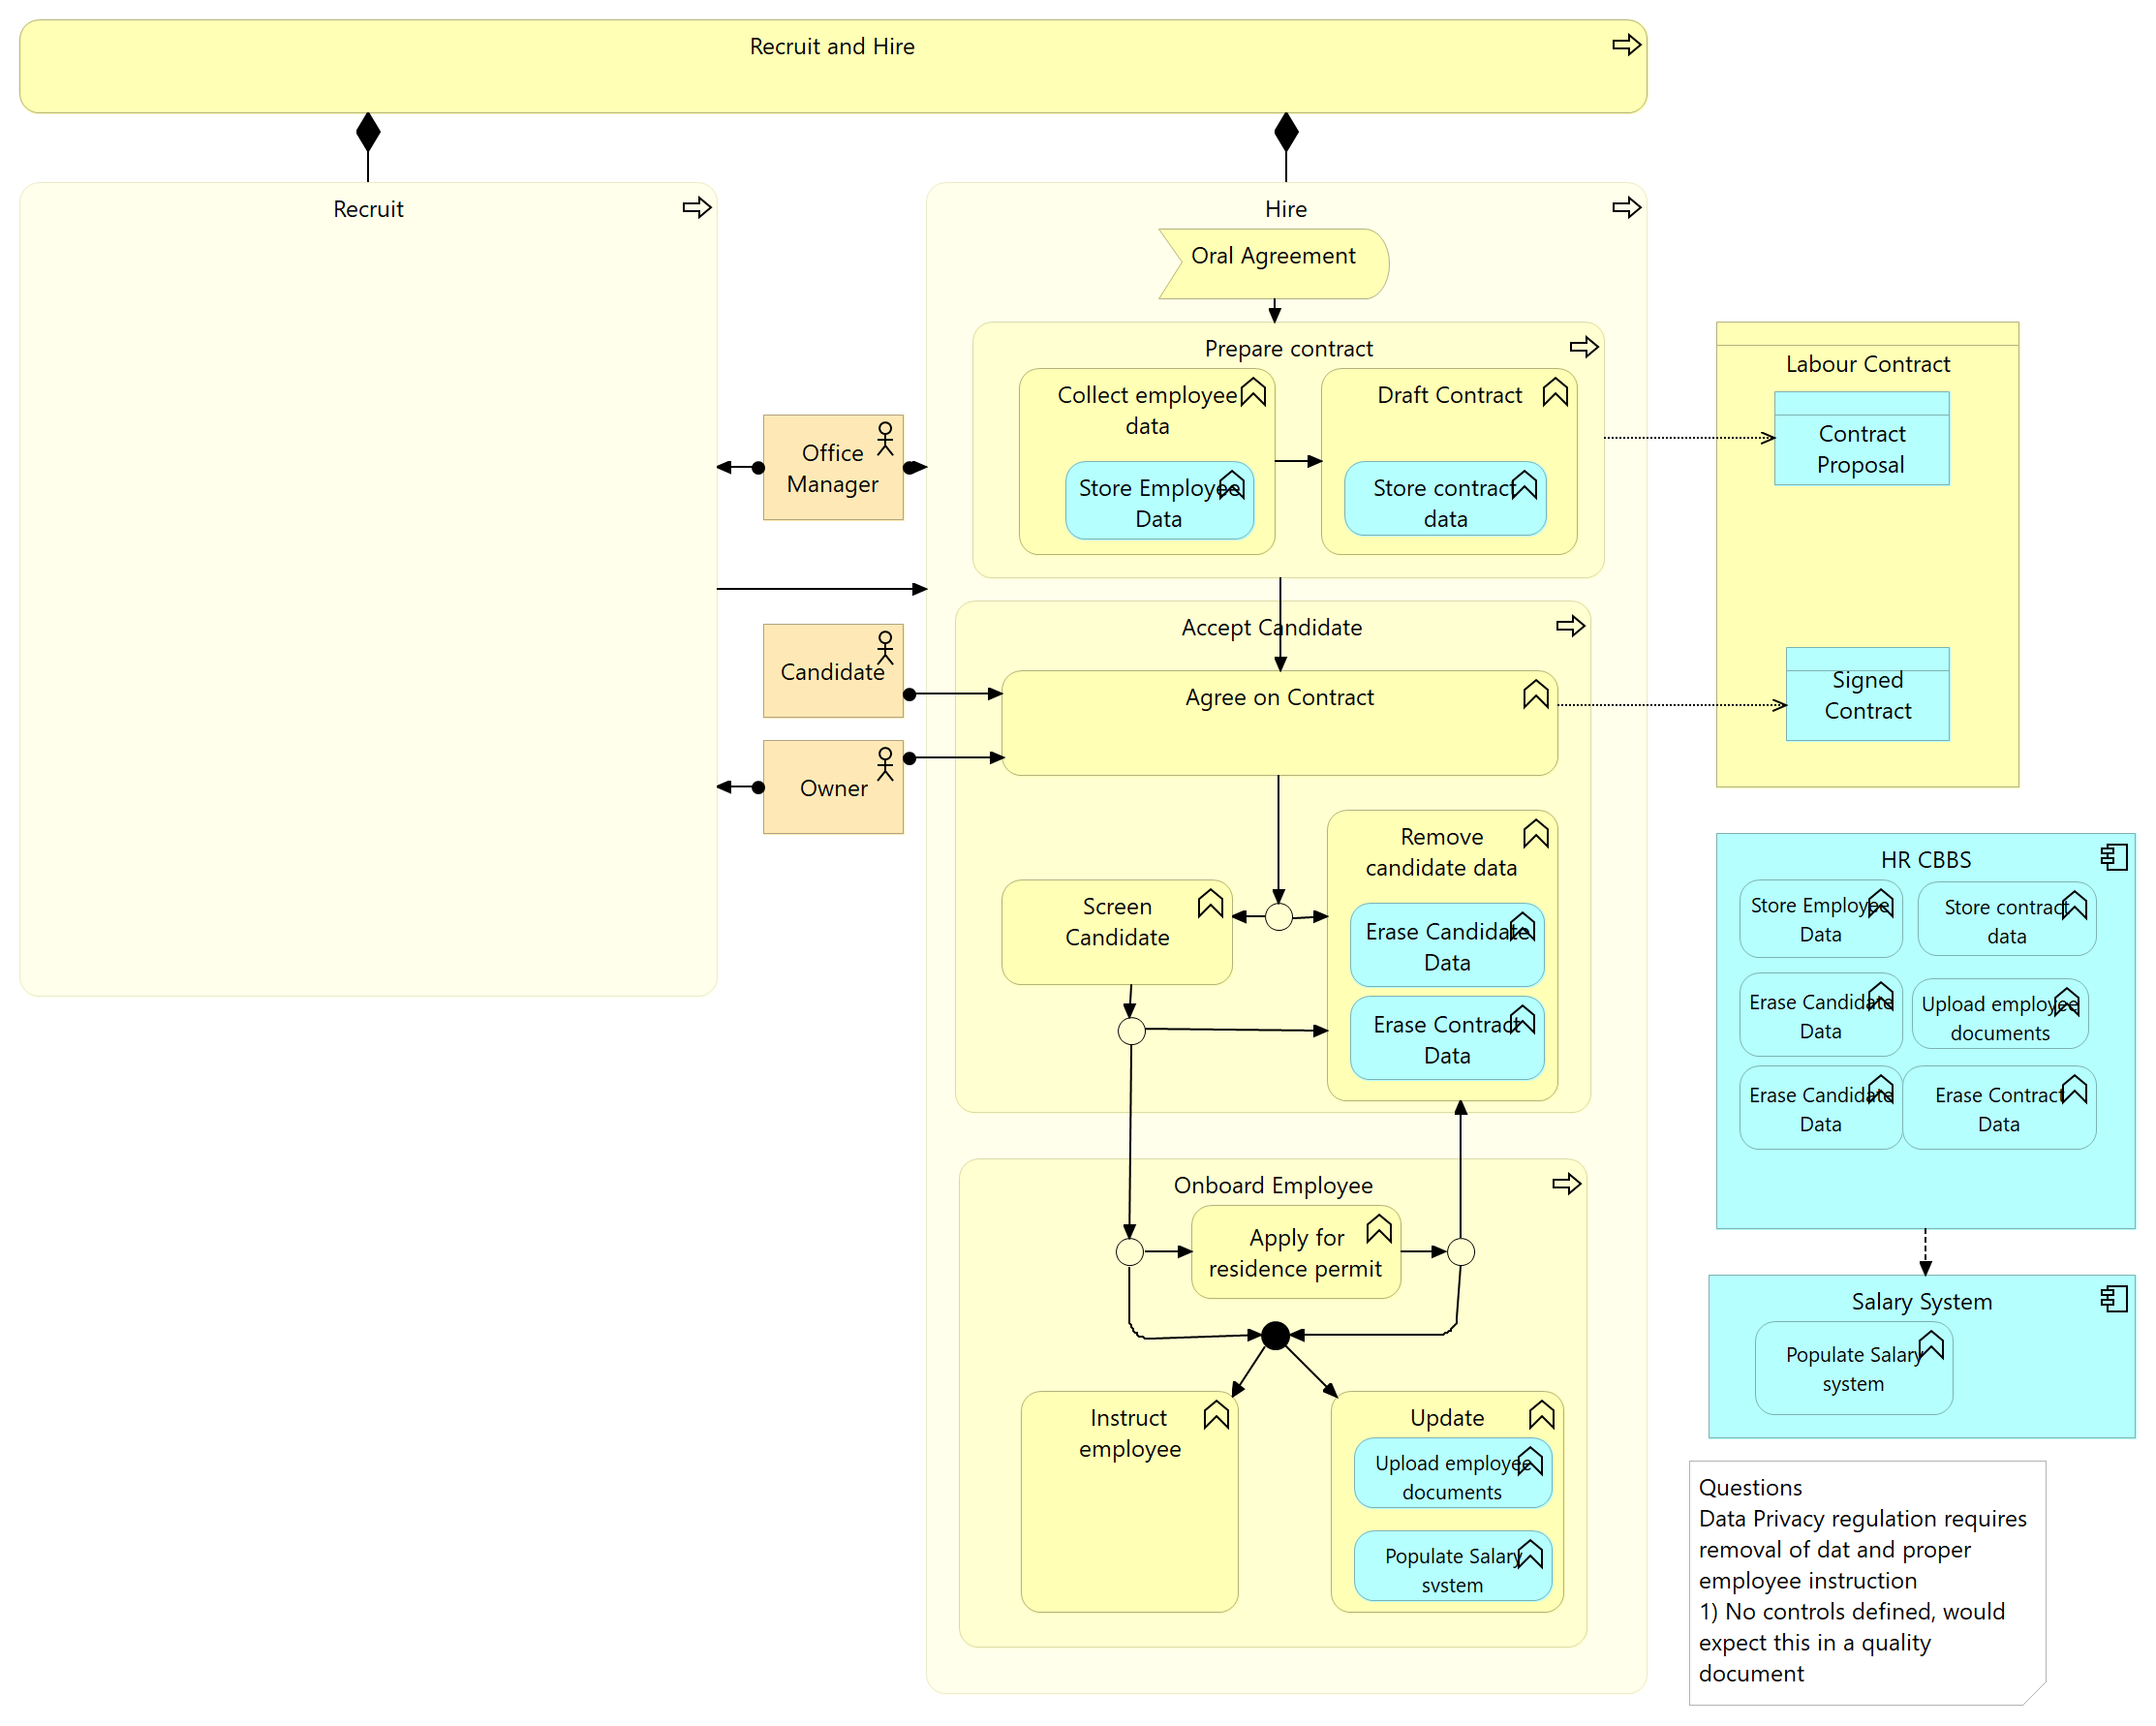 Recruit and Hire
Recruit
Hire
Oral Agreement
Prepare contract
Collect employee
data
Store Employee
Data
Draft Contract
Store contract
data
Labour Contract
Contract
Proposal
Signed
Contract
Office
Manager
Candidate
Owner
Accept Candidate
Agree on Contract
Screen
Candidate
Remove
candidate data
Erase Candidate
Data
Erase Contract
Data
HR CBBS
Store Employee
Data
Store contract
data
Erase Candidate
Data
Upload employee
documents
Erase Candidate
Data
Erase Contract
Data
Onboard Employee
Apply for
residence permit
Instruct
employee
Update
Upload employee
documents
Populate Salary
system
Salary System
Populate Salary
system
Questions
Data Privacy regulation requires
removal of dat and proper
employee instruction
1) No controls defined, would
expect this in a quality
document